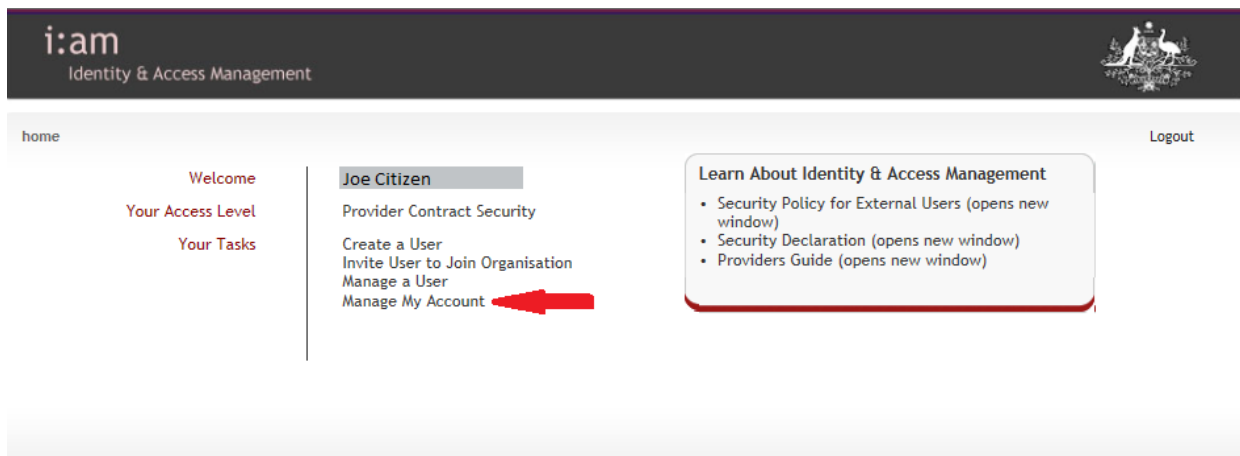 i:am
Identity & Access Management
home
Logout
Welcome
Joe Citizen
Your Access Level
Provider Contract Security
Your Tasks
Create a User
Invite User to Join Organisation
Manage a User
Manage My Account
Learn About Identity & Access Management
• Security Policy for External Users (opens new
window)
• Security Declaration (opens new window)
• Providers Guide (opens new window)